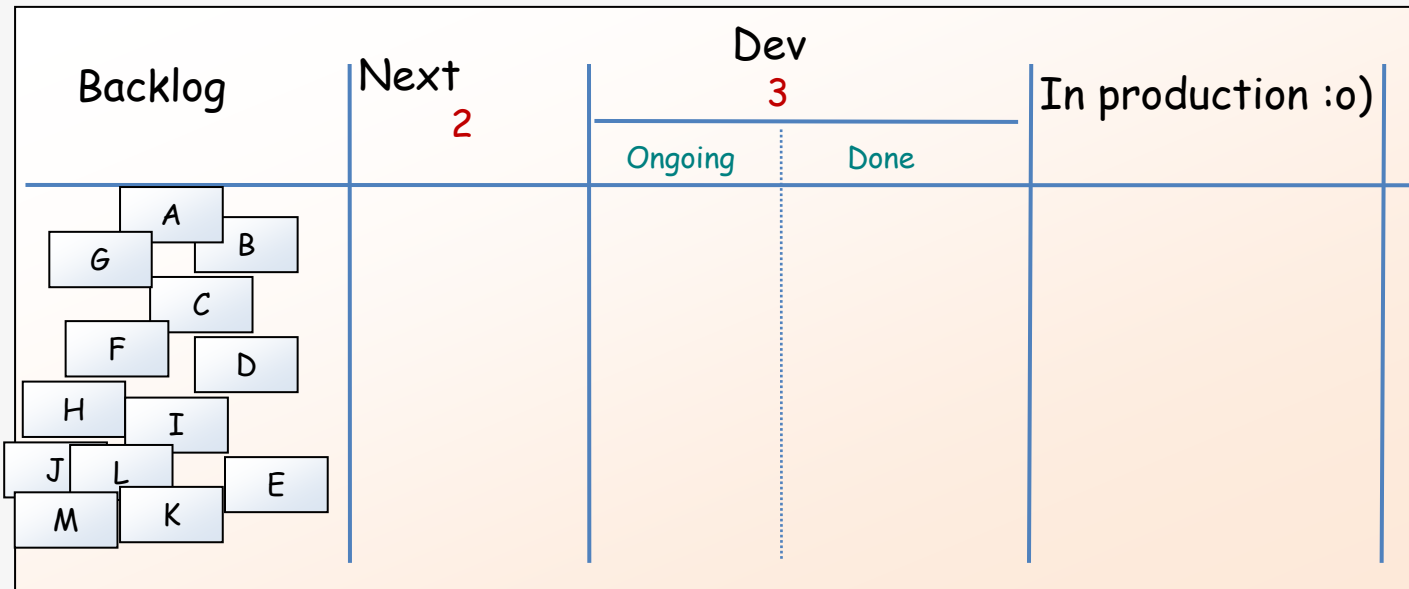 Backlog
Next
2
Dev
3
In production :o)
Ongoing
Done
A
B
G
C
F
D
H
I
J
L
E
M
K